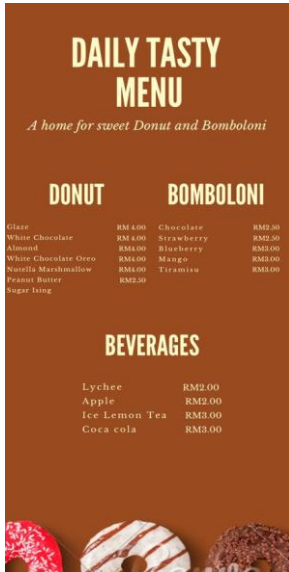 DAILY TASTY
MENU
A home for sweet Donut and Bomboloni
DONUT
Glaze RM 4.00
White Chocolate RM 4.00
Almond RM4.00
White Chocolate Oreo RM4.00
Nutella Marshmallow RM4.00
Peanut Butter RM2.50
Sugar Ising
BOMBOLONI
Chocolate RM2.50
Strawberry RM2.50
Blueberry RM3.00
Mango RM3.00
Tiramisu RM3.00
BEVERAGES
Lychee RM2.00
Apple RM2.00
Ice Lemon Tea RM3.00
Coca cola RM3.00